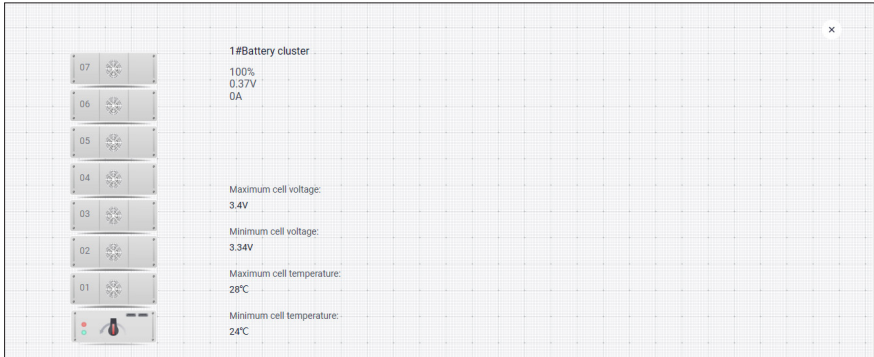 1#Battery cluster
100%
0.37V
0A
07
06
05
04
03
02
01
Maximum cell voltage:
3.4V
Minimum cell voltage:
3.34V
Maximum cell temperature:
28℃
Minimum cell temperature:
24℃